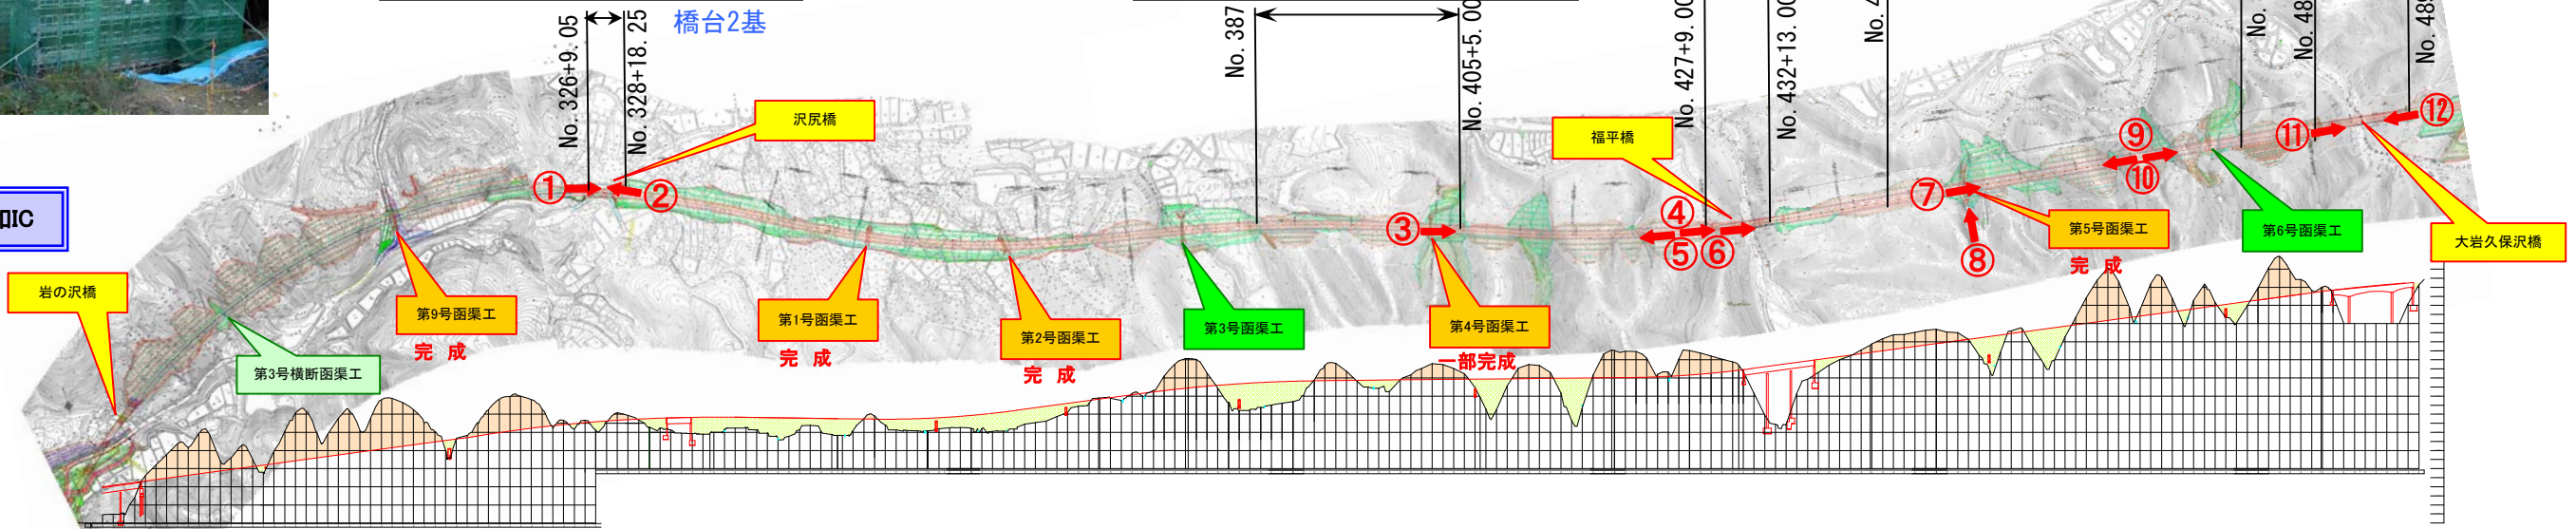 橋台2基
No. 326+9. 05
No. 328+18. 25
No. 387
No. 405+5. 00
No. 427+9. 00
No. 432+13. 00
No. 4
No.
No. 48
No. 489
IC
沢尻橋
福平橋
①
②
③
④
⑤
⑥
⑦
⑧
⑨
⑩
⑪
⑫
岩の沢橋
第3号横断函渠工
第9号函渠工
完 成
第1号函渠工
完 成
第2号函渠工
完 成
第3号函渠工
第4号函渠工
一部完成
第5号函渠工
完 成
第6号函渠工
大岩久保沢橋